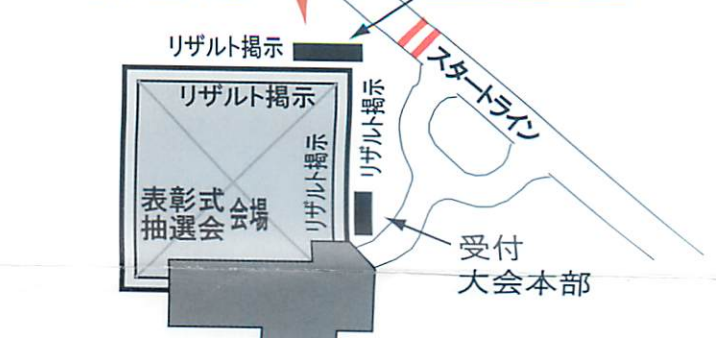 リザルト掲示
リザルト掲示
リザルト掲示
リザルト掲示
スタートライン
表彰式
抽選会
会場
受付
大会本部